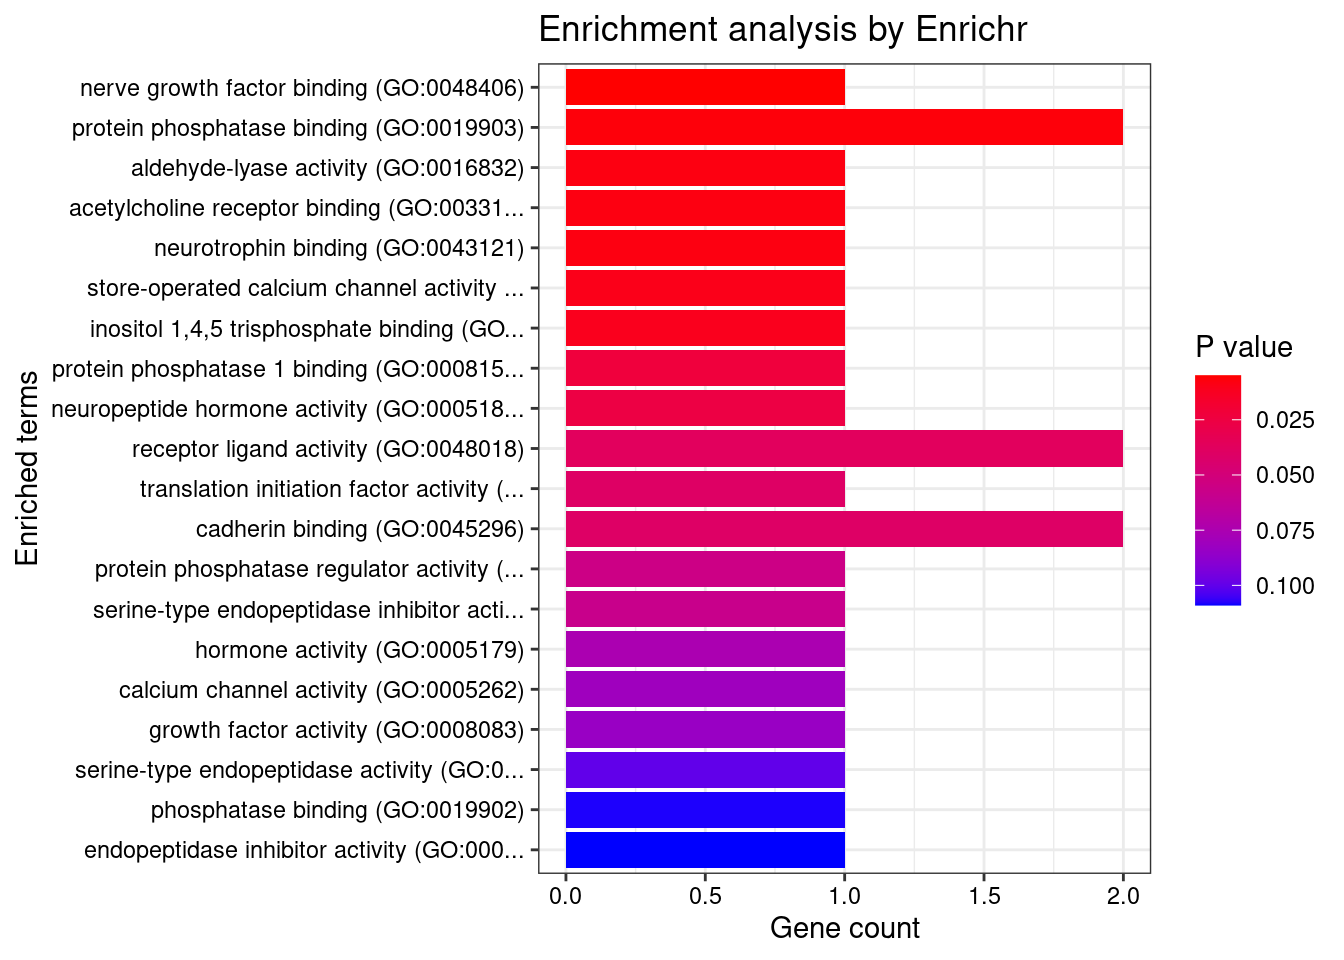 Enrichment analysis by Enrichr
nerve growth factor binding (GO:0048406)
protein phosphatase binding (GO:0019903)
aldehyde-lyase activity (GO:0016832)
acetylcholine receptor binding (GO:00331...
neurotrophin binding (GO:0043121)
store-operated calcium channel activity ...
inositol 1,4,5 trisphosphate binding (GO...
protein phosphatase 1 binding (GO:000815...
neuropeptide hormone activity (GO:000518...
receptor ligand activity (GO:0048018)
translation initiation factor activity (...
cadherin binding (GO:0045296)
protein phosphatase regulator activity (...
serine-type endopeptidase inhibitor acti...
hormone activity (GO:0005179)
calcium channel activity (GO:0005262)
growth factor activity (GO:0008083)
serine-type endopeptidase activity (GO:0...
phosphatase binding (GO:0019902)
endopeptidase inhibitor activity (GO:000...
Enriched terms
0.0 0.5 1.0 1.5 2.0
Gene count
P value
0.025
0.050
0.075
0.100